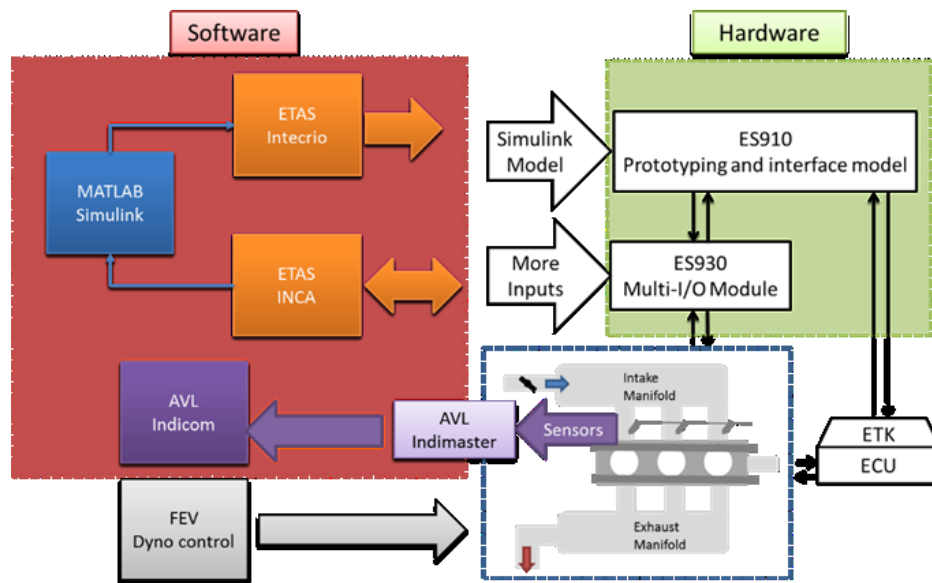 Software
Hardware
ETAS
Intecrio
MATLAB
Simulink
ETAS
INCA
Simulink
Model
ES910
Prototyping and interface model
More
Inputs
ES930
Multi-I/O Module
AVL
Indicom
AVL
Indimaster
Sensors
Intake
Manifold
Exhaust
Manifold
ETK
ECU
FEV
Dyno control